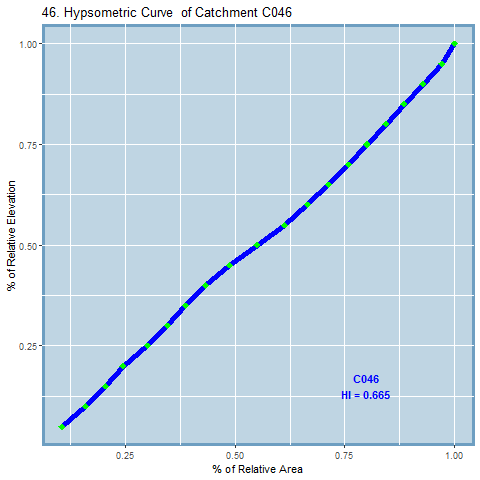 46. Hypsometric Curve  of Catchment C046
% of Relative Elevation
1.00
0.75
0.50
0.25
C046
HI = 0.665
0.25 0.50 0.75 1.00
% of Relative Area